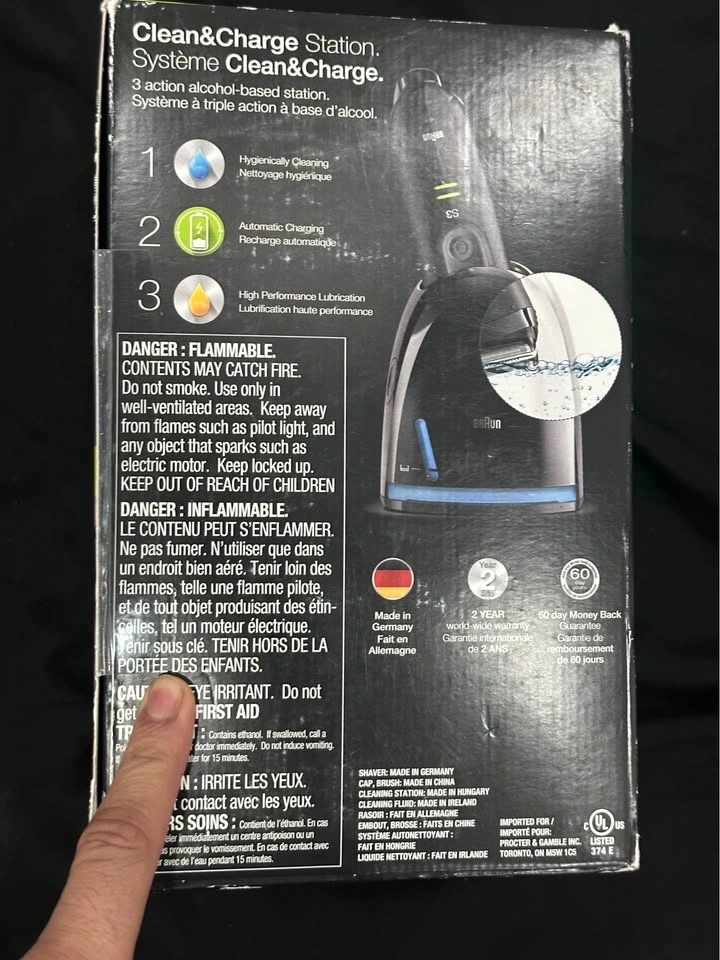 Clean&Charge Station.
Système Clean&Charge.
3 action alcohol-based station.
Système à triple action à base d'alcool.
1
Hygienically Cleaning
Nettoyage hygiénique
2
Automatic Charging
Recharge automatique
3
High Performance Lubrication
Lubrification haute performance
BRAUN
S3
BRAUN
DANGER : FLAMMABLE.
CONTENTS MAY CATCH FIRE.
Do not smoke. Use only in
well-ventilated areas. Keep away
from flames such as pilot light, and
any object that sparks such as
electric motor. Keep locked up.
KEEP OUT OF REACH OF CHILDREN
DANGER : INFLAMMABLE.
LE CONTENU PEUT S'ENFLAMMER.
Ne pas fumer. N'utiliser que dans
un endroit bien aéré. Tenir loin des
flammes, telle une flamme pilote,
et de tout objet produisant des étin-
celles, tel un moteur électrique.
Tenir sous clé. TENIR HORS DE LA
PORTÉE DES ENFANTS.
CAU EYE IRRITANT. Do not
get FIRST AID
TR : Contains ethanol. If swallowed, call a
doctor immediately. Do not induce vomiting.
for 15 minutes.
N : IRRITE LES YEUX.
contact avec les yeux.
RS SOINS : Contient de l'éthanol. En cas
immédiatement un centre antipoison ou un
provoquer le vomissement. En cas de contact avec
avec de l'eau pendant 15 minutes.
Made in
Germany
Fait en
Allemagne
Year
2
2 YEAR
world-wide warranty
Garantie internationale
de 2 ANS
60
day
60 day Money Back
Guarantee
Garantie de
remboursement
de 60 jours
SHAVER: MADE IN GERMANY
CAP, BRUSH: MADE IN CHINA
CLEANING STATION: MADE IN HUNGARY
CLEANING FLUID: MADE IN IRELAND
RASOIR : FAIT EN ALLEMAGNE
EMBOUT, BROSSE : FAITS EN CHINE
SYSTÈME AUTONETTOYANT :
FAIT EN HONGRIE
LIQUIDE NETTOYANT : FAIT EN IRLANDE
IMPORTED FOR /
IMPORTÉ POUR:
PROCTER & GAMBLE INC.
TORONTO, ON M5W 1C5
C UL US
LISTED
374 E